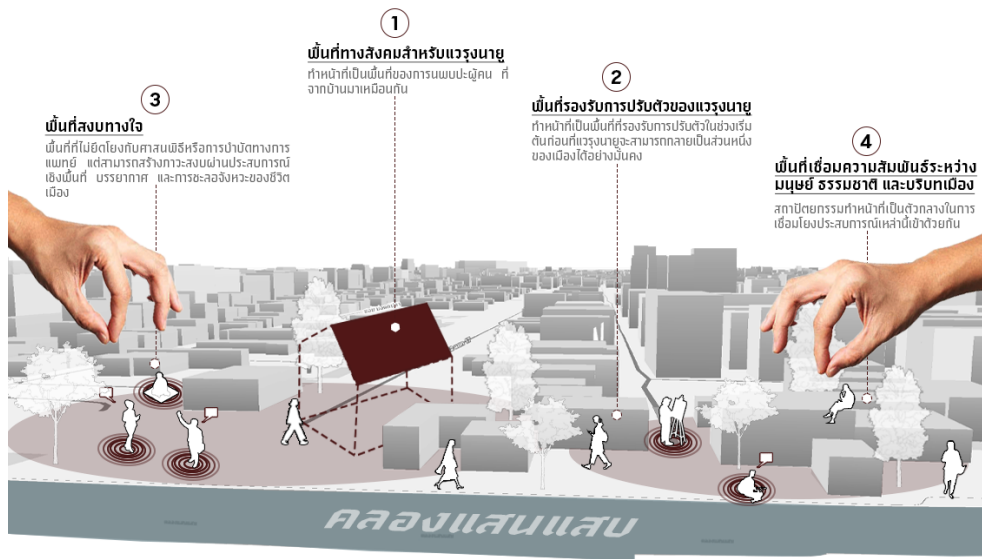 1
พื้นที่ทางสังคมสำหรับแวรุงนายู
ทำหน้าที่เป็นพื้นที่ของการนพบปะผู้คน ที่
จากบ้านมาเหมือนกัน
2
พื้นที่รองรับการปรับตัวของแวรุงนายู
ทำหน้าที่เป็นพื้นที่ที่รองรับการปรับตัวในช่วงเริ่ม
ต้นก่อนที่แวรุงนายูจะสามารถกลายเป็นส่วนหนึ่ง
ของเมืองได้อย่างมั่นคง
3
พื้นที่สงบทางใจ
พื้นที่ที่ไม่ยึดโยงกับศาสนพิธีหรือการบำบัดทางการ
แพทย์ แต่สามารถสร้างภาวะสงบผ่านประสบการณ์
เชิงพื้นที่ บรรยากาศ และการชะลอจังหวะของชีวิต
เมือง
4
พื้นที่เชื่อมความสัมพันธ์ระหว่าง
มนุษย์ ธรรมชาติ และบริบทเมือง
สถาปัตยกรรมทำหน้าที่เป็นตัวกลางในการ
เชื่อมโยงประสบการณ์เหล่านี้เข้าด้วยกัน
คลองแสนแสบ